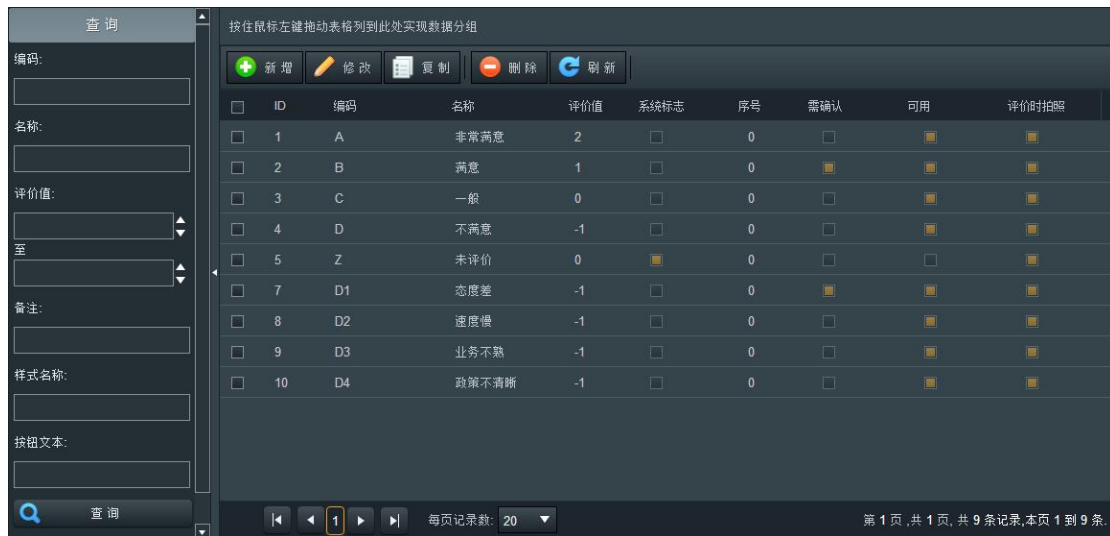 查询
编码:
名称:
评价值:
至
备注:
样式名称:
按钮文本:
查询
按住鼠标左键拖动表格列到此处实现数据分组
新增 修改 复制 删除 刷新
ID 编码 名称 评价值 系统标志 序号 需确认 可用 评价时拍照
1 A 非常满意 2 0
2 B 满意 1 0
3 C 一般 0 0
4 D 不满意 -1 0
5 Z 未评价 0 0
7 D1 态度差 -1 0
8 D2 速度慢 -1 0
9 D3 业务不熟 -1 0
10 D4 政策不清晰 -1 0
1 每页记录数: 20 第 1 页 ,共 1 页, 共 9 条记录,本页 1 到 9 条.